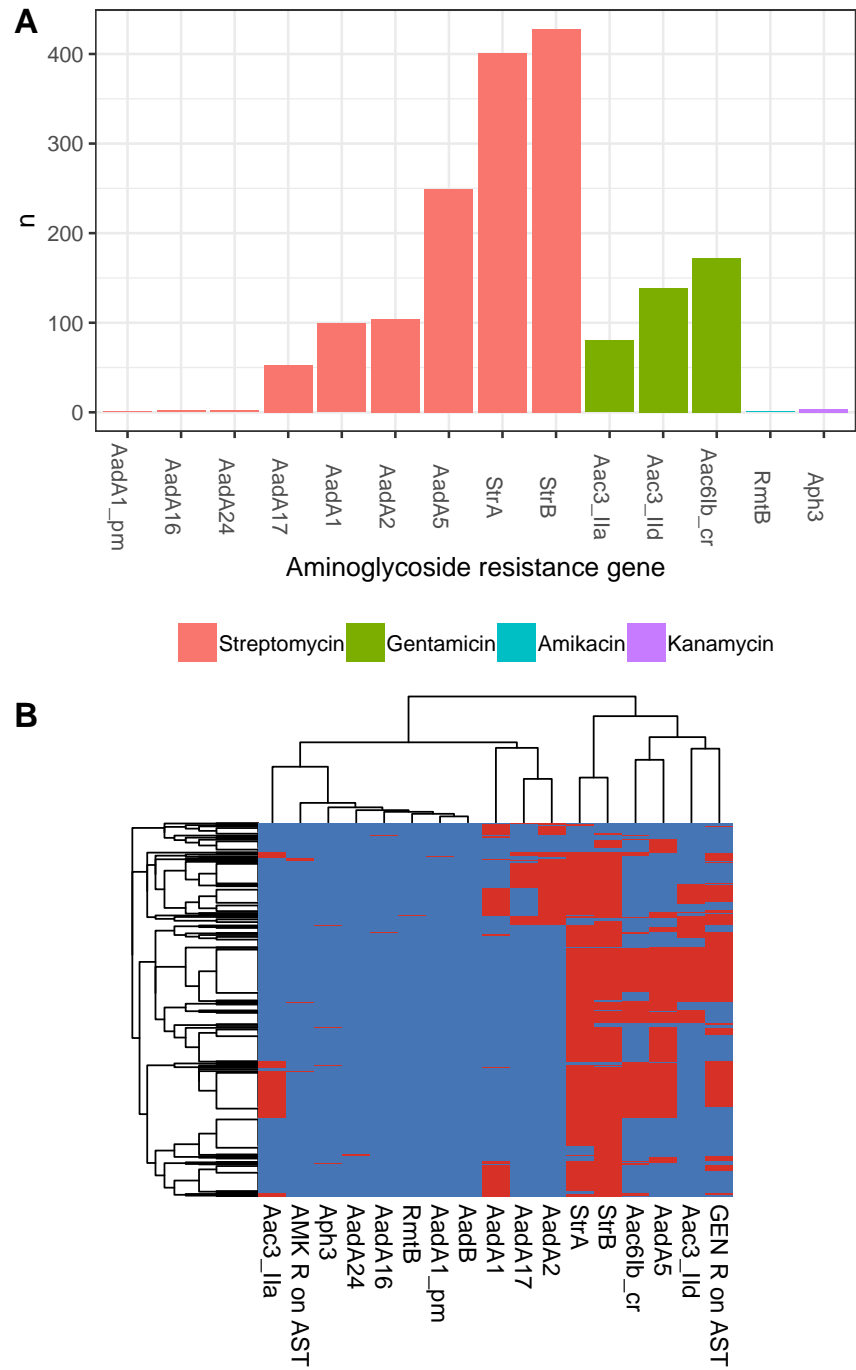 A
400
300
200
100
0
n
AadA1_pm
AadA16
AadA24
AadA17
AadA1
AadA2
AadA5
StrA
StrB
Aac3_IIa
Aac3_IId
Aac6Ib_cr
RmtB
Aph3
Aminoglycoside resistance gene
Streptomycin Gentamicin Amikacin Kanamycin
B
Aac3_IIa
AMK R on AST
Aph3
AadA24
AadA16
RmtB
AadA1_pm
AadB
AadA1
AadA17
AadA2
StrA
StrB
Aac6Ib_cr
AadA5
Aac3_IId
GEN R on AST